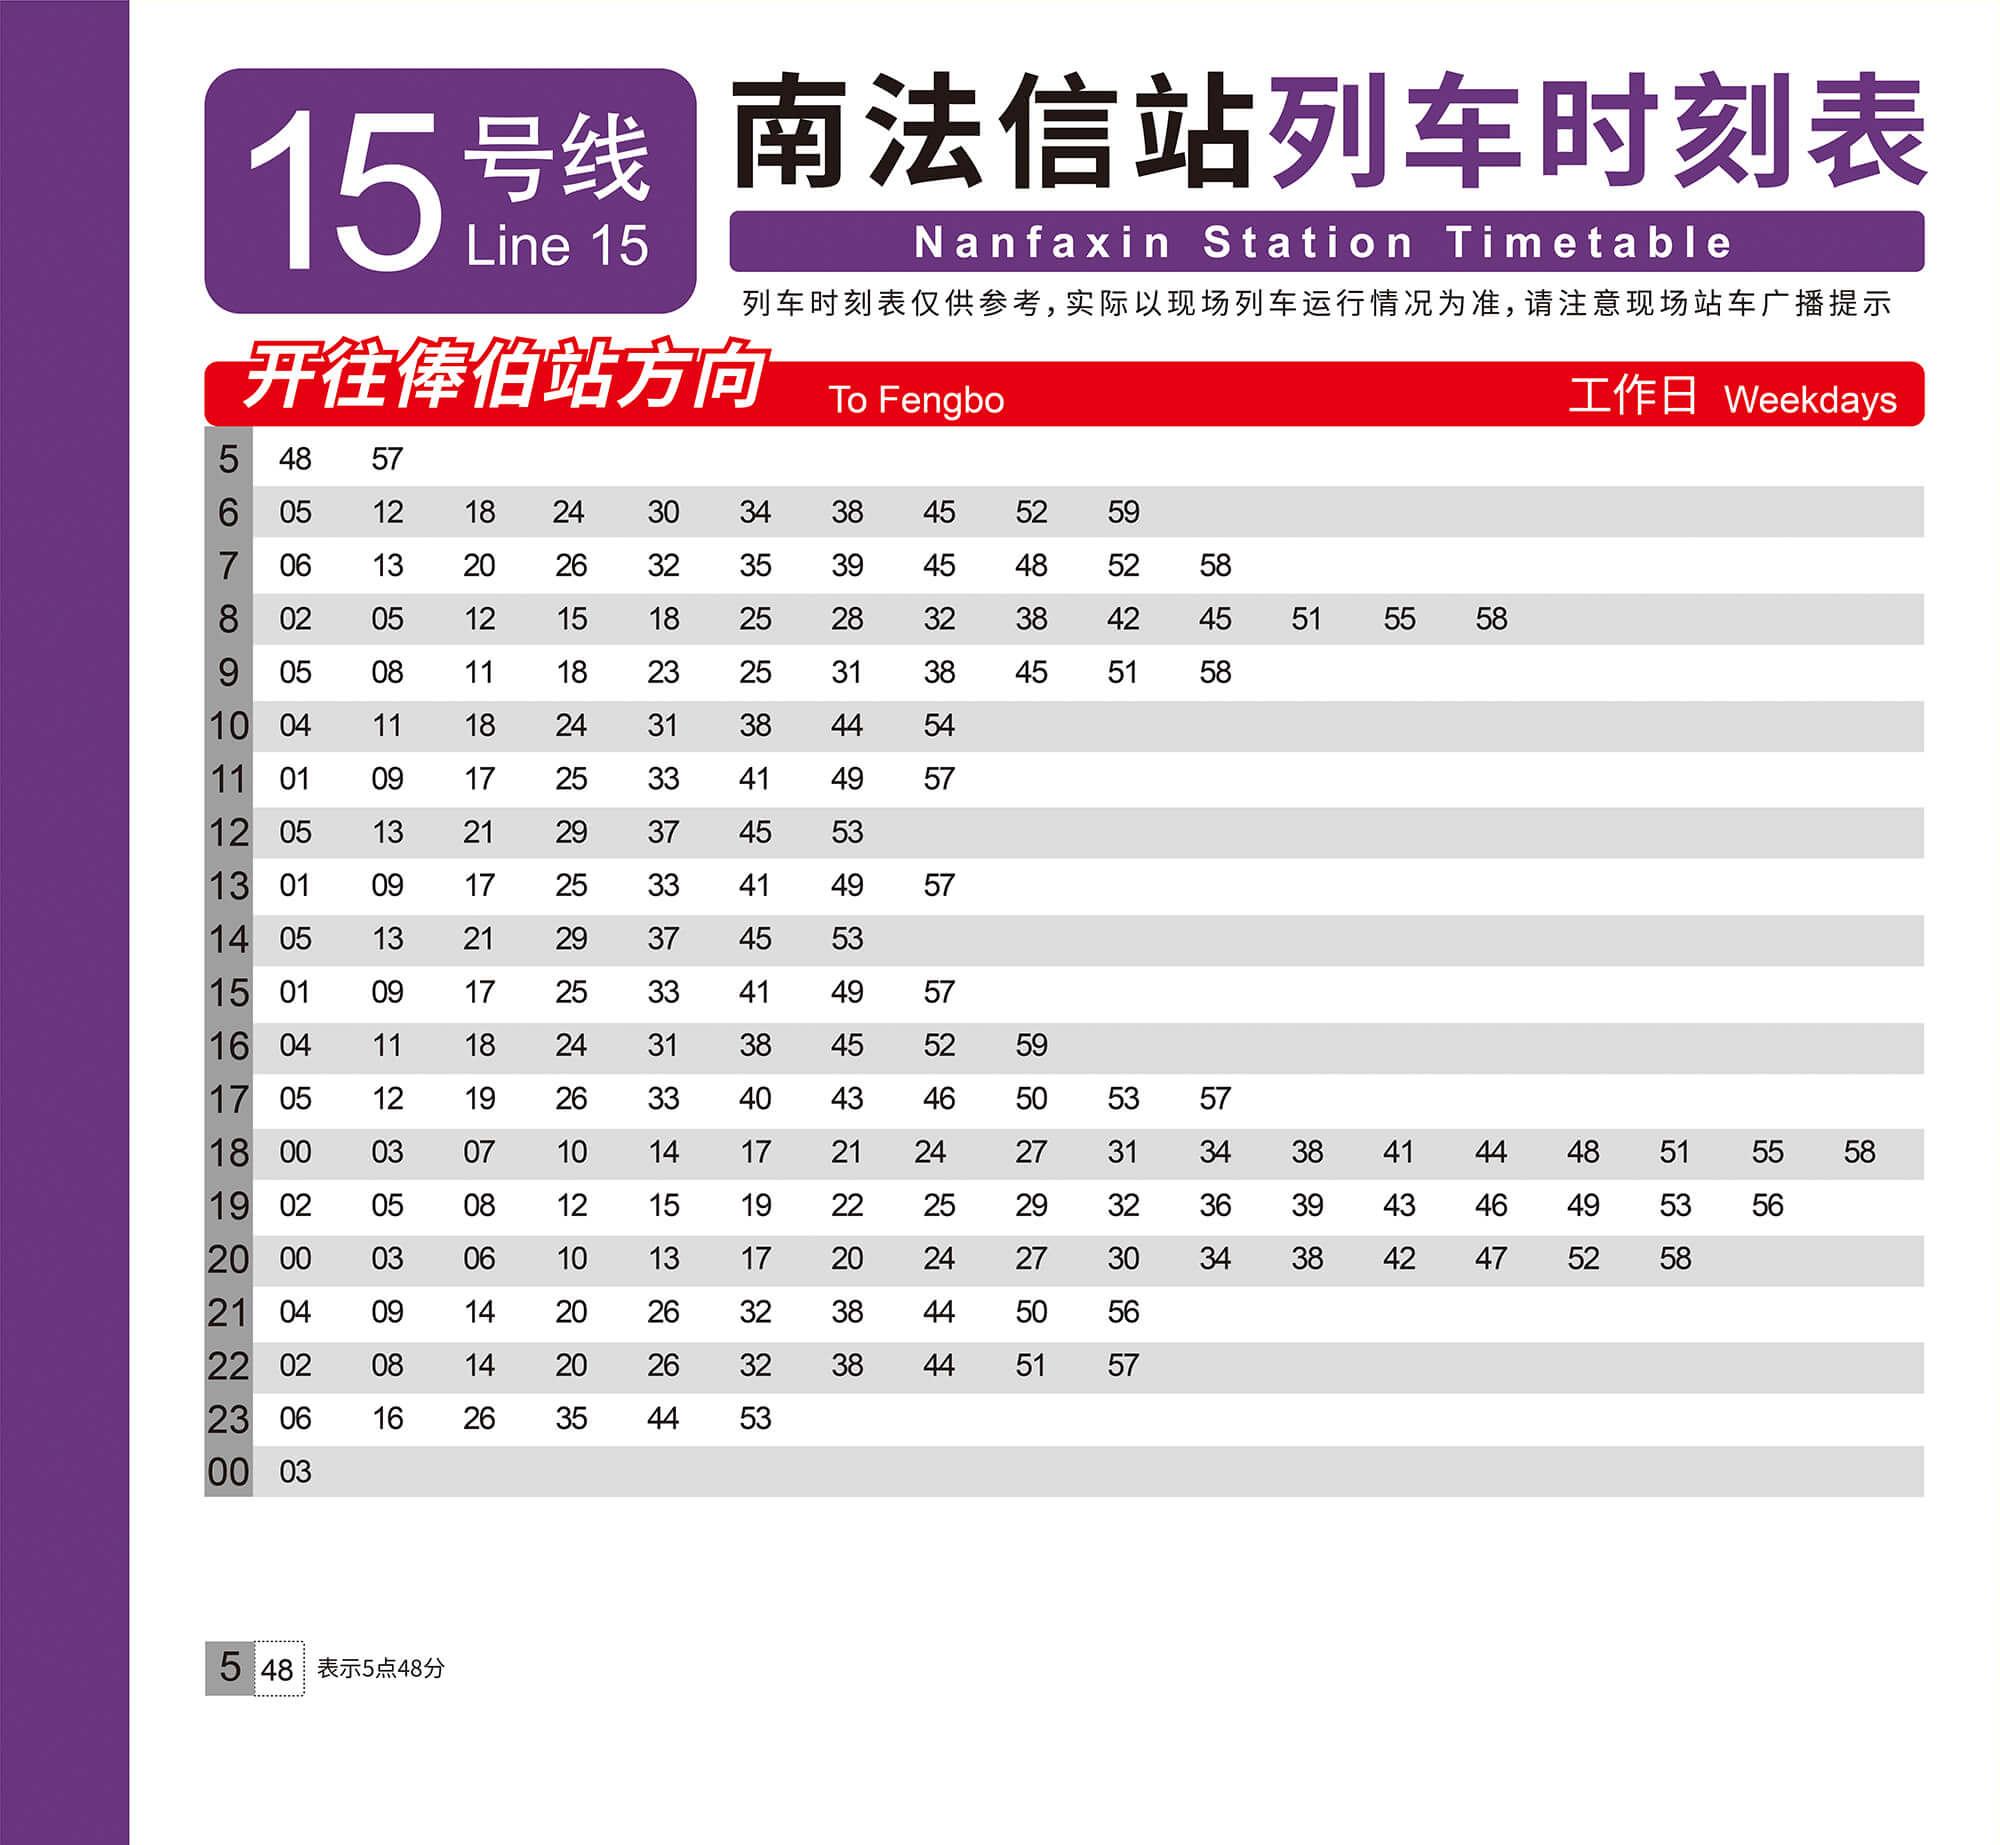 15号线
Line 15
南法信站列车时刻表
Nanfaxin Station Timetable
列车时刻表仅供参考，实际以现场列车运行情况为准，请注意现场站车广播提示
开往俸伯站方向 To Fengbo 工作日 Weekdays
5 48 57
6 05 12 18 24 30 34 38 45 52 59
7 06 13 20 26 32 35 39 45 48 52 58
8 02 05 12 15 18 25 28 32 38 42 45 51 55 58
9 05 08 11 18 23 25 31 38 45 51 58
10 04 11 18 24 31 38 44 54
11 01 09 17 25 33 41 49 57
12 05 13 21 29 37 45 53
13 01 09 17 25 33 41 49 57
14 05 13 21 29 37 45 53
15 01 09 17 25 33 41 49 57
16 04 11 18 24 31 38 45 52 59
17 05 12 19 26 33 40 43 46 50 53 57
18 00 03 07 10 14 17 21 24 27 31 34 38 41 44 48 51 55 58
19 02 05 08 12 15 19 22 25 29 32 36 39 43 46 49 53 56
20 00 03 06 10 13 17 20 24 27 30 34 38 42 47 52 58
21 04 09 14 20 26 32 38 44 50 56
22 02 08 14 20 26 32 38 44 51 57
23 06 16 26 35 44 53
00 03
5 48 表示5点48分